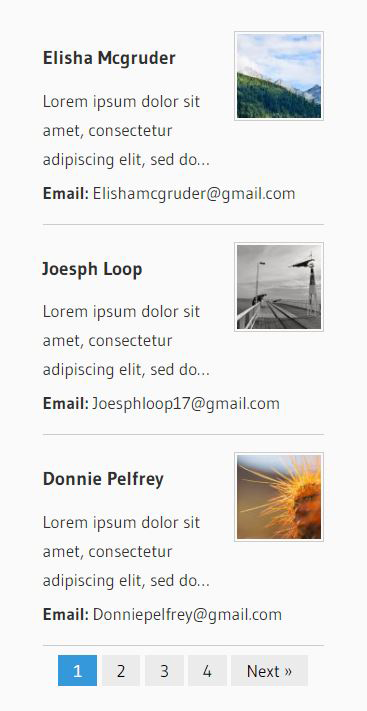 Elisha Mcgruder
Lorem ipsum dolor sit
amet, consectetur
adipiscing elit, sed do...
Email: Elishamcgruder@gmail.com
Joesph Loop
Lorem ipsum dolor sit
amet, consectetur
adipiscing elit, sed do...
Email: Joesphloop17@gmail.com
Donnie Pelfrey
Lorem ipsum dolor sit
amet, consectetur
adipiscing elit, sed do...
Email: Donniepelfrey@gmail.com
1 2 3 4 Next »